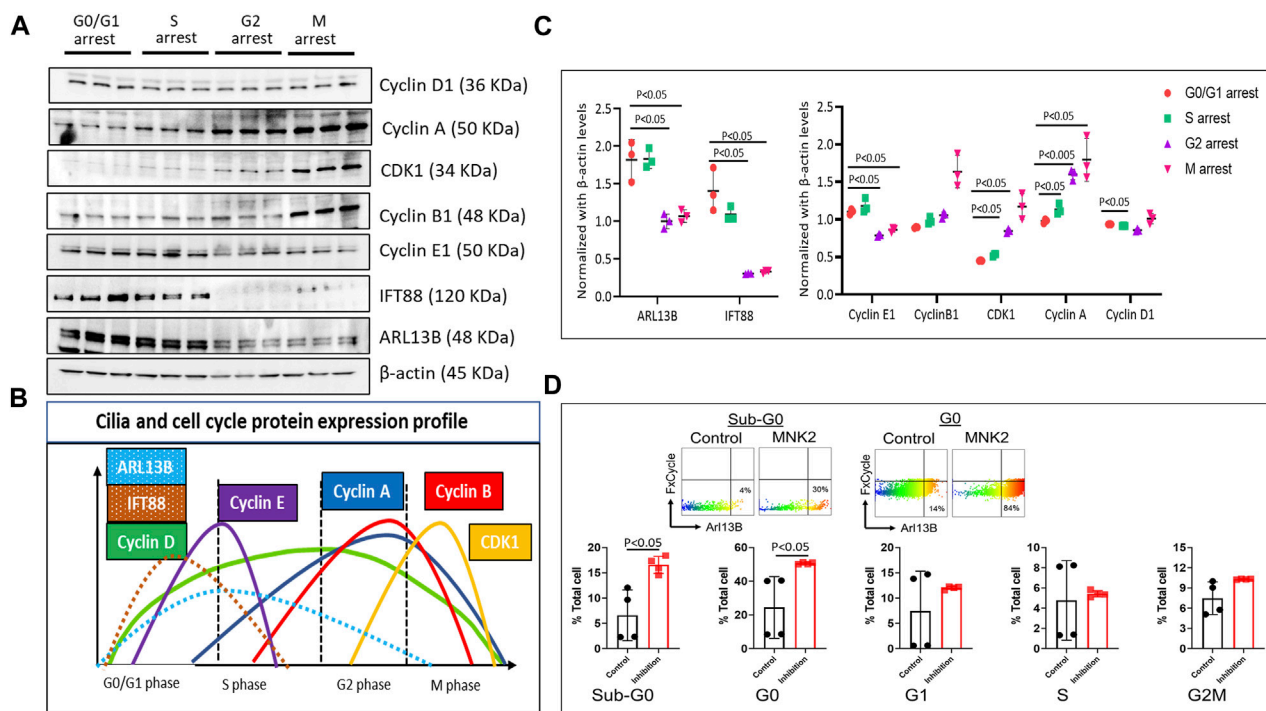 A
G0/G1 arrest
S arrest
G2 arrest
M arrest
Cyclin D1 (36 KDa)
Cyclin A (50 KDa)
CDK1 (34 KDa)
Cyclin B1 (48 KDa)
Cyclin E1 (50 KDa)
IFT88 (120 KDa)
ARL13B (48 KDa)
β-actin (45 KDa)
B
Cilia and cell cycle protein expression profile
ARL13B
IFT88
Cyclin D
Cyclin E
Cyclin A
Cyclin B
CDK1
G0/G1 phase
S phase
G2 phase
M phase
C
Normalized with β-actin levels
2.5
2.0
1.5
1.0
0.5
0.0
P<0.05
P<0.05
P<0.05
P<0.05
ARL13B
IFT88
Normalized with β-actin levels
2.5
2.0
1.5
1.0
0.5
0.0
P<0.05
P<0.05
P<0.05
P<0.05
P<0.05
P<0.005
P<0.05
P<0.05
Cyclin E1
CyclinB1
CDK1
Cyclin A
Cyclin D1
G0/G1 arrest
S arrest
G2 arrest
M arrest
D
Sub-G0
Control
MNK2
FxCycle
4%
30%
Arl13B
G0
Control
MNK2
FxCycle
14%
84%
Arl13B
% Total cell
20
15
10
5
0
P<0.05
Control
Inhibition
Sub-G0
% Total cell
60
40
20
0
P<0.05
Control
Inhibition
G0
% Total cell
20
15
10
5
0
Control
Inhibition
G1
% Total cell
10
8
6
4
2
0
Control
Inhibition
S
% Total cell
15
12
9
6
3
0
Control
Inhibition
G2M